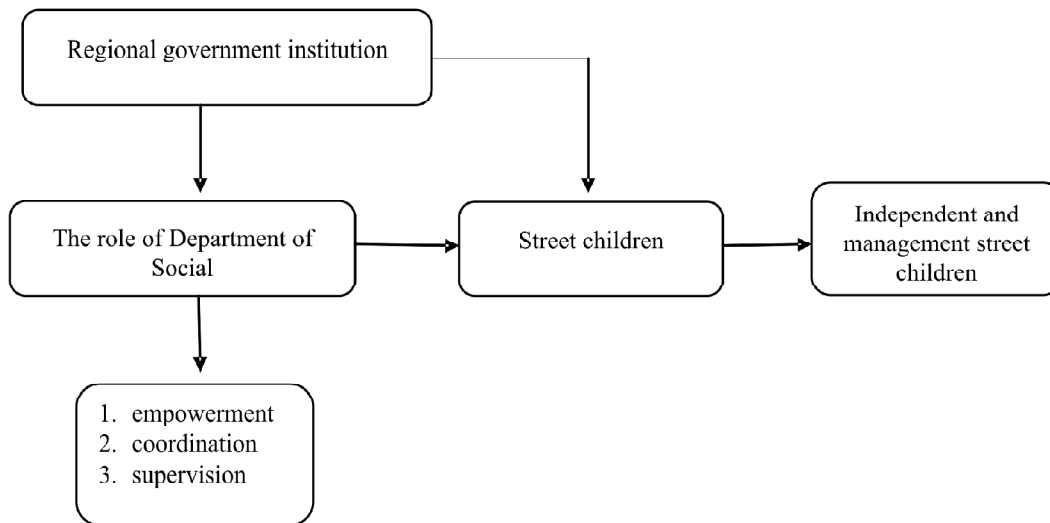 Regional government institution
The role of Department of
Social
Street children
Independent and
management street
children
1. empowerment
2. coordination
3. supervision